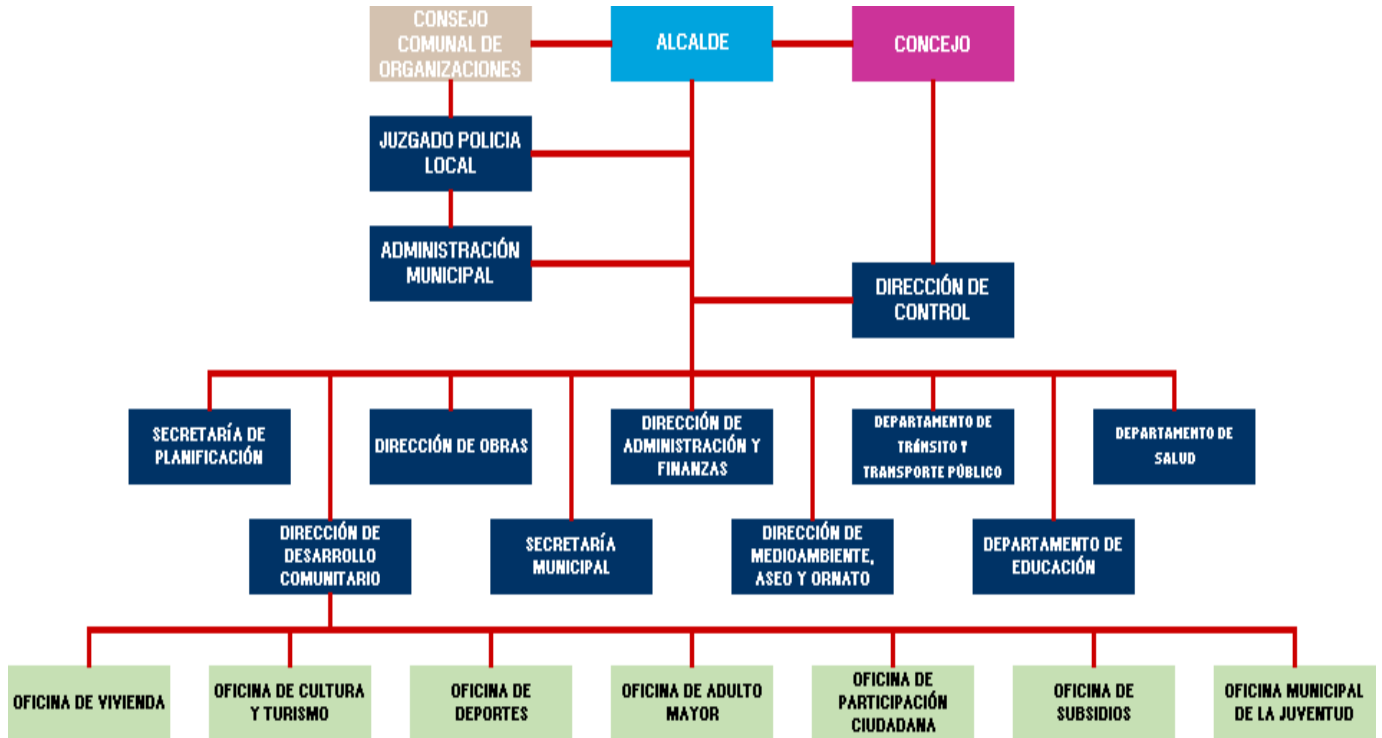 CONSEJO
COMUNAL DE
ORGANIZACIONES
ALCALDE
CONCEJO
JUZGADO POLICIA
LOCAL
ADMINISTRACIÓN
MUNICIPAL
DIRECCIÓN DE
CONTROL
SECRETARÍA DE
PLANIFICACIÓN
DIRECCIÓN DE OBRAS
DIRECCIÓN DE
ADMINISTRACIÓN Y
FINANZAS
DEPARTAMENTO DE
TRÁNSITO Y
TRANSPORTE PÚBLICO
DEPARTAMENTO DE
SALUD
DIRECCIÓN DE
DESARROLLO
COMUNITARIO
SECRETARÍA
MUNICIPAL
DIRECCIÓN DE
MEDIOAMBIENTE,
ASEO Y ORNATO
DEPARTAMENTO DE
EDUCACIÓN
OFICINA DE VIVIENDA
OFICINA DE CULTURA
Y TURISMO
OFICINA DE
DEPORTES
OFICINA DE ADULTO
MAYOR
OFICINA DE
PARTICIPACIÓN
CIUDADANA
OFICINA DE
SUBSIDIOS
OFICINA MUNICIPAL
DE LA JUVENTUD